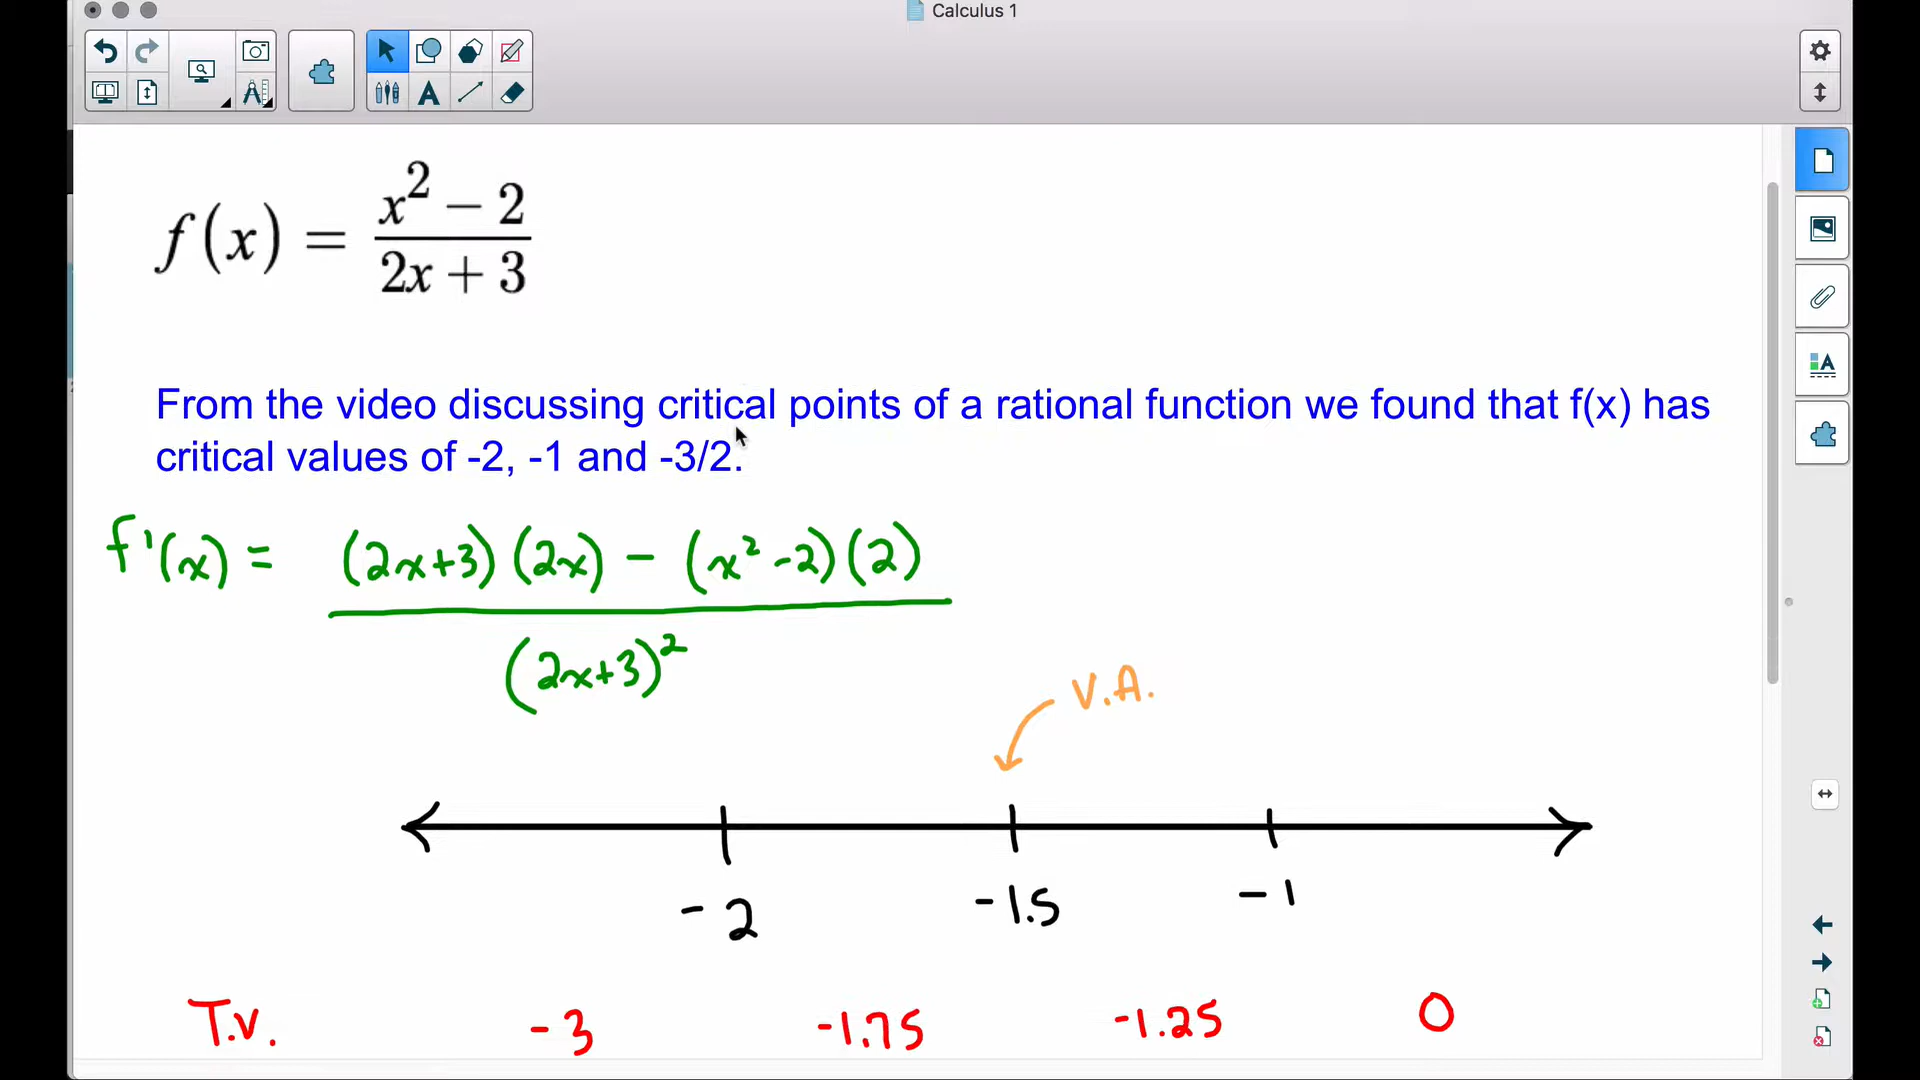 Calculus 1
f(x) = \frac{x^2 - 2}{2x + 3}
From the video discussing critical points of a rational function we found that f(x) has
critical values of -2, -1 and -3/2.
f'(x) = \frac{(2x+3)(2x) - (x^2-2)(2)}{(2x+3)^2}
V.A.
-2 -1.5 -1
T.V. -3 -1.75 -1.25 0